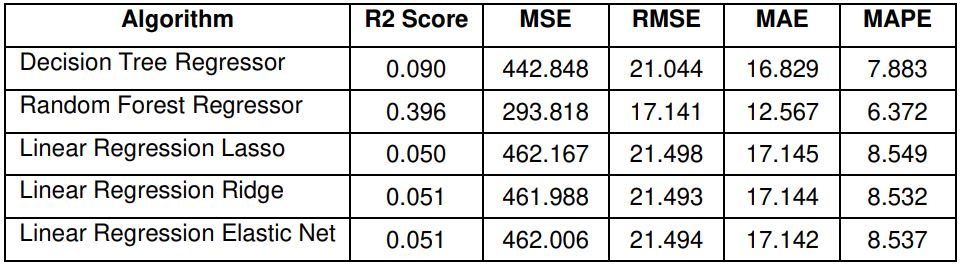 Algorithm R2 Score MSE RMSE MAE MAPE
Decision Tree Regressor 0.090 442.848 21.044 16.829 7.883
Random Forest Regressor 0.396 293.818 17.141 12.567 6.372
Linear Regression Lasso 0.050 462.167 21.498 17.145 8.549
Linear Regression Ridge 0.051 461.988 21.493 17.144 8.532
Linear Regression Elastic Net 0.051 462.006 21.494 17.142 8.537